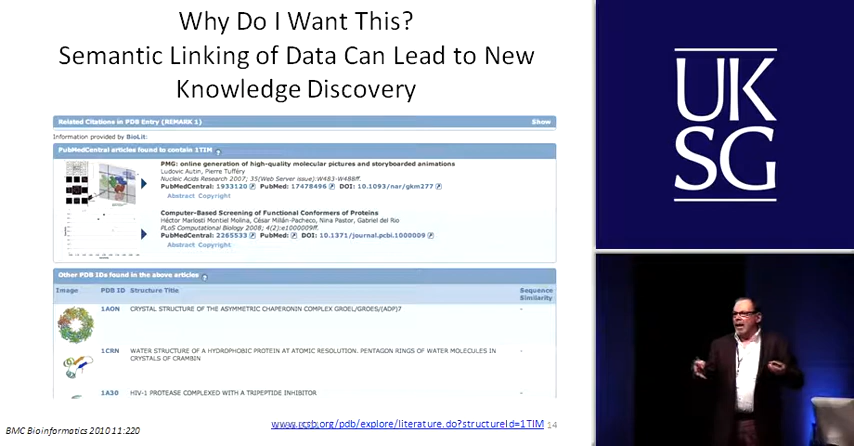 Why Do I Want This?
Semantic Linking of Data Can Lead to New
Knowledge Discovery
Related Citations in PDB Entry (REMARK 1) Show
Information provided by BioLit:
PubMedCentral articles found to contain 1TIM ?
PMG: online generation of high-quality molecular pictures and storyboarded animations
Ludovic Autin, Pierre Tufféry
Nucleic Acids Research 2007; 35(Web Server issue):W483-W488ff.
PubMedCentral: 1933120 PubMed: 17478496 DOI: 10.1093/nar/gkm277
Abstract Copyright
Computer-Based Screening of Functional Conformers of Proteins
Héctor Marlosti Montiel Molina, César Millán-Pacheco, Nina Pastor, Gabriel del Rio
PLoS Computational Biology 2008; 4(2):e1000009ff.
PubMedCentral: 2265533 PubMed: DOI: 10.1371/journal.pcbi.1000009
Abstract Copyright
Other PDB IDs found in the above articles ?
Image PDB ID Structure Title Sequence Similarity
1AON CRYSTAL STRUCTURE OF THE ASYMMETRIC CHAPERONIN COMPLEX GROEL/GROES/(ADP)7 -
1CRN WATER STRUCTURE OF A HYDROPHOBIC PROTEIN AT ATOMIC RESOLUTION. PENTAGON RINGS OF WATER MOLECULES IN -
CRYSTALS OF CRAMBIN
1A30 HIV-1 PROTEASE COMPLEXED WITH A TRIPEPTIDE INHIBITOR -
BMC Bioinformatics 2010 11:220
www.rcsb.org/pdb/explore/literature.do?structureId=1TIM 14
UK
SG